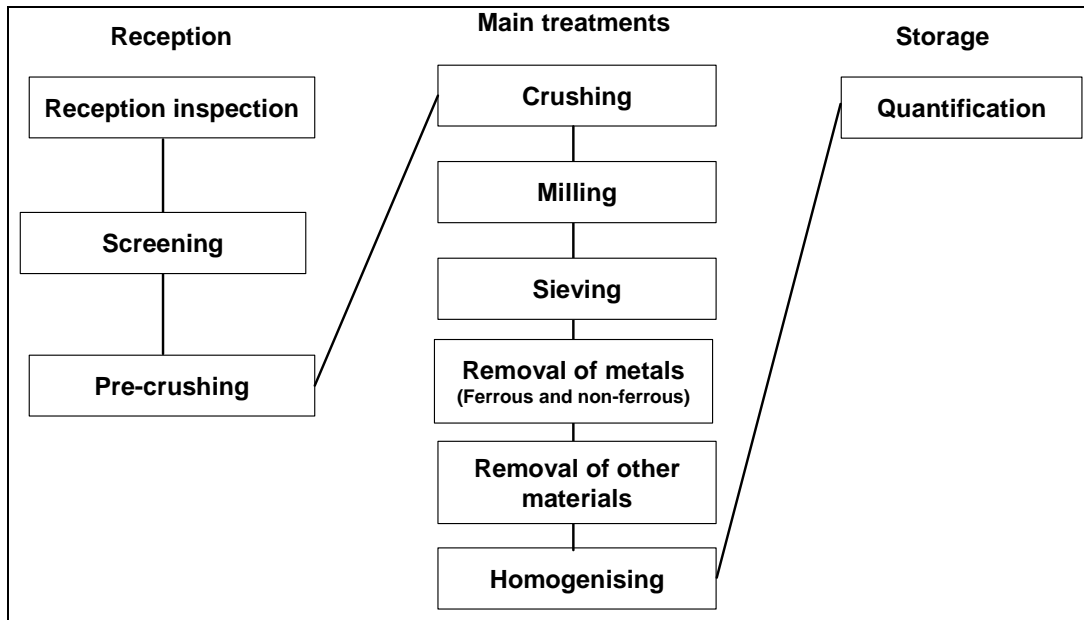 Reception
Reception inspection
Screening
Pre-crushing
Main treatments
Crushing
Milling
Sieving
Removal of metals
(Ferrous and non-ferrous)
Removal of other
materials
Homogenising
Storage
Quantification